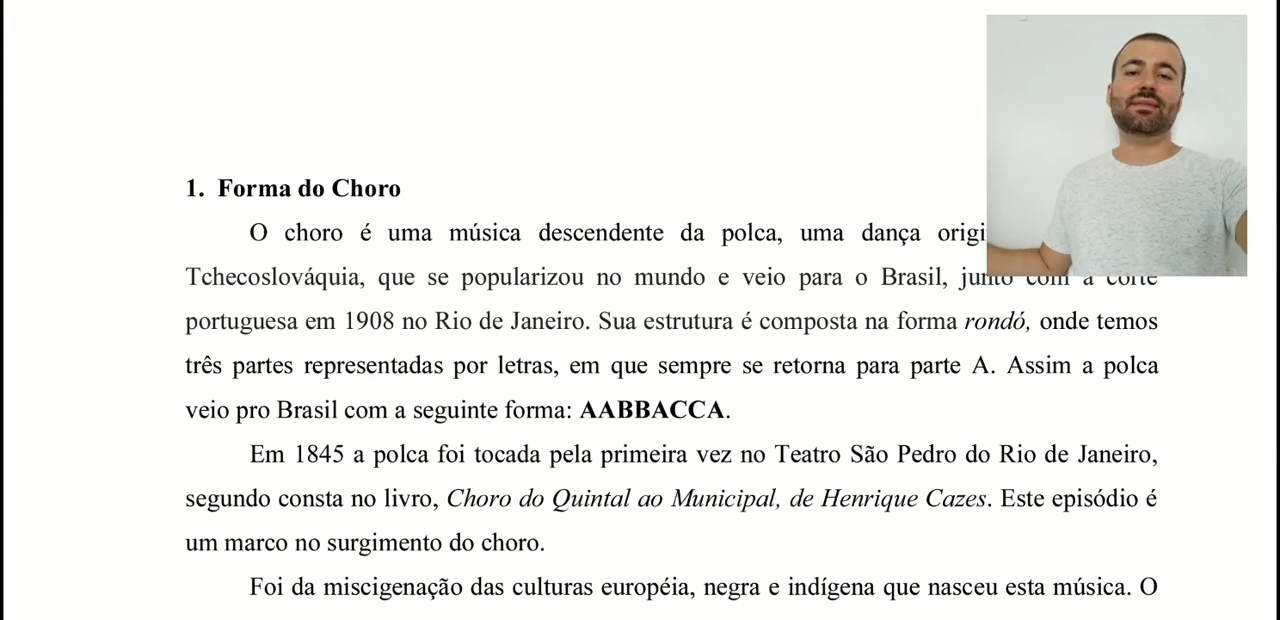 1. Forma do Choro
O choro é uma música descendente da polca, uma dança
Tchecoslováquia, que se popularizou no mundo e veio para o Brasil, junto com a corte
portuguesa em 1908 no Rio de Janeiro. Sua estrutura é composta na forma rondó, onde temos
três partes representadas por letras, em que sempre se retorna para parte A. Assim a polca
veio pro Brasil com a seguinte forma: AABBACCA.
Em 1845 a polca foi tocada pela primeira vez no Teatro São Pedro do Rio de Janeiro,
segundo consta no livro, Choro do Quintal ao Municipal, de Henrique Cazes. Este episódio é
um marco no surgimento do choro.
Foi da miscigenação das culturas européia, negra e indígena que nasceu esta música. O